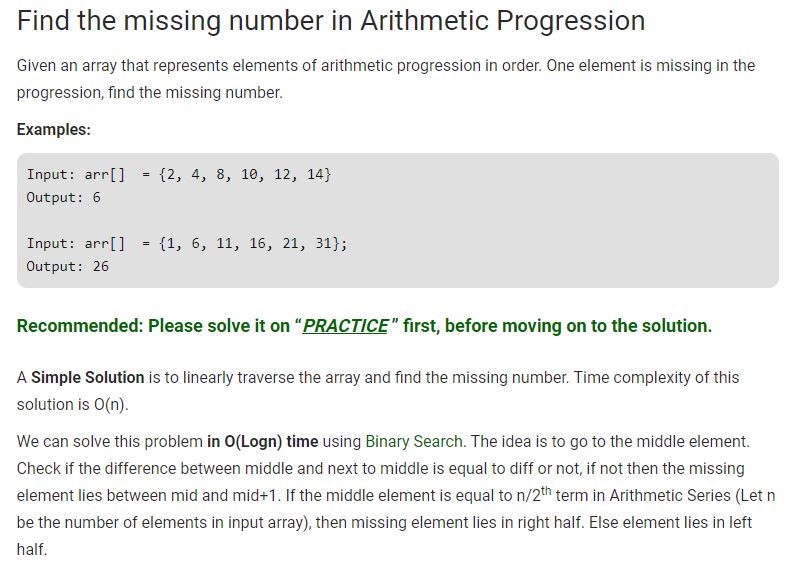 Find the missing number in Arithmetic Progression
Given an array that represents elements of arithmetic progression in order. One element is missing in the
progression, find the missing number.
Examples:
Input: arr[]  = {2, 4, 8, 10, 12, 14}
Output: 6
Input: arr[]  = {1, 6, 11, 16, 21, 31};
Output: 26
Recommended: Please solve it on “PRACTICE” first, before moving on to the solution.
A Simple Solution is to linearly traverse the array and find the missing number. Time complexity of this
solution is O(n).
We can solve this problem in O(Logn) time using Binary Search. The idea is to go to the middle element.
Check if the difference between middle and next to middle is equal to diff or not, if not then the missing
element lies between mid and mid+1. If the middle element is equal to n/2th term in Arithmetic Series (Let n
be the number of elements in input array), then missing element lies in right half. Else element lies in left
half.